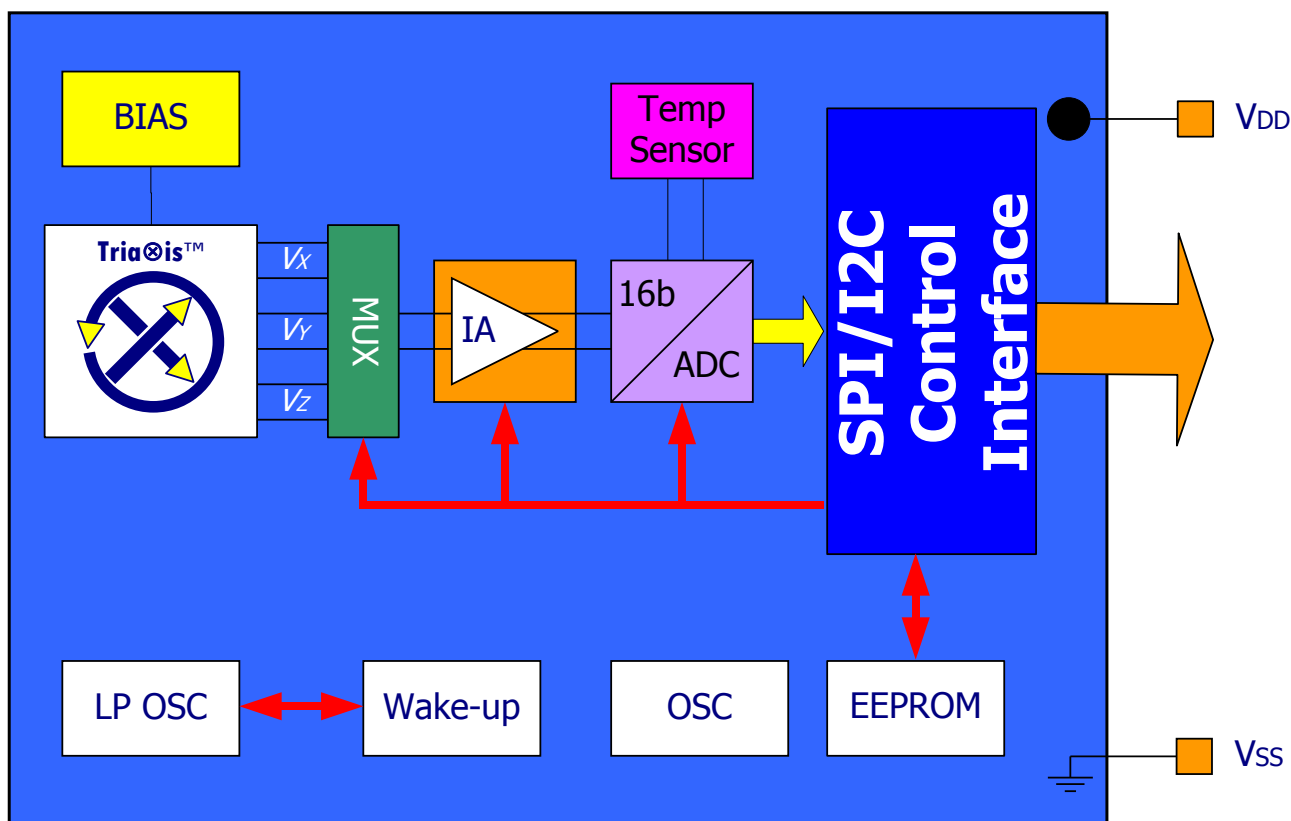 BIAS
Temp
Sensor
VDD
Tria⊗is™
VX
VY
VZ
MUX
IA
16b
ADC
SPI/I2C
Control
Interface
LP OSC
Wake-up
OSC
EEPROM
VSS